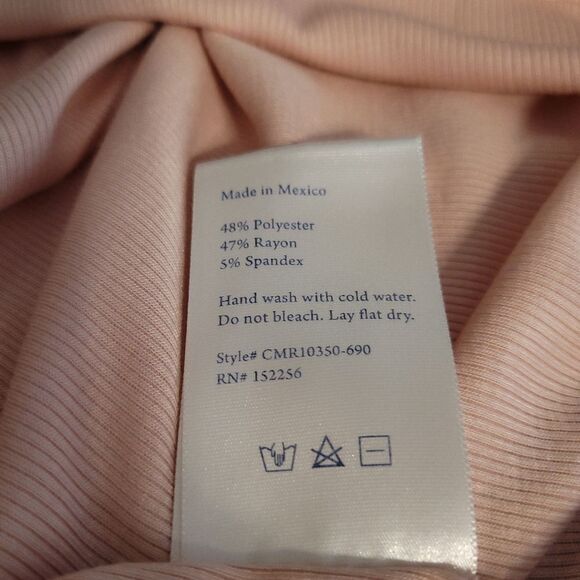 Made in Mexico
48% Polyester
47% Rayon
5% Spandex
Hand wash with cold water.
Do not bleach. Lay flat dry.
Style# CMR10350-690
RN# 152256